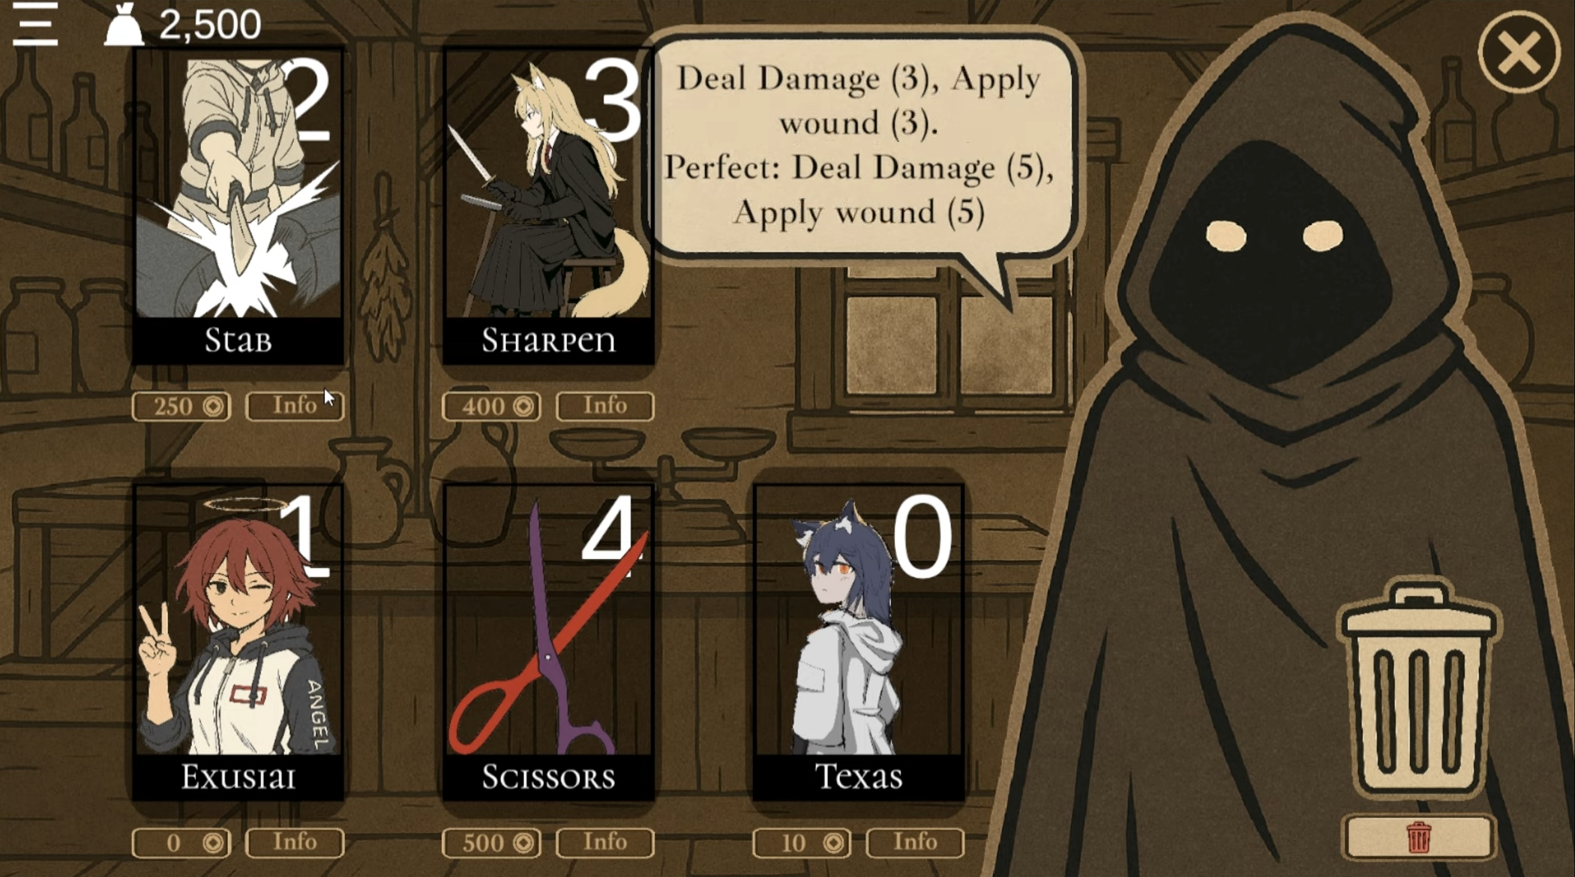 2,500
2
3
Deal Damage (3), Apply
wound (3).
Perfect: Deal Damage (5),
Apply wound (5)
Stab
Sharpen
250
Info
400
Info
1
4
0
ANGEL
Exusiai
Scissors
Texas
0
Info
500
Info
10
Info